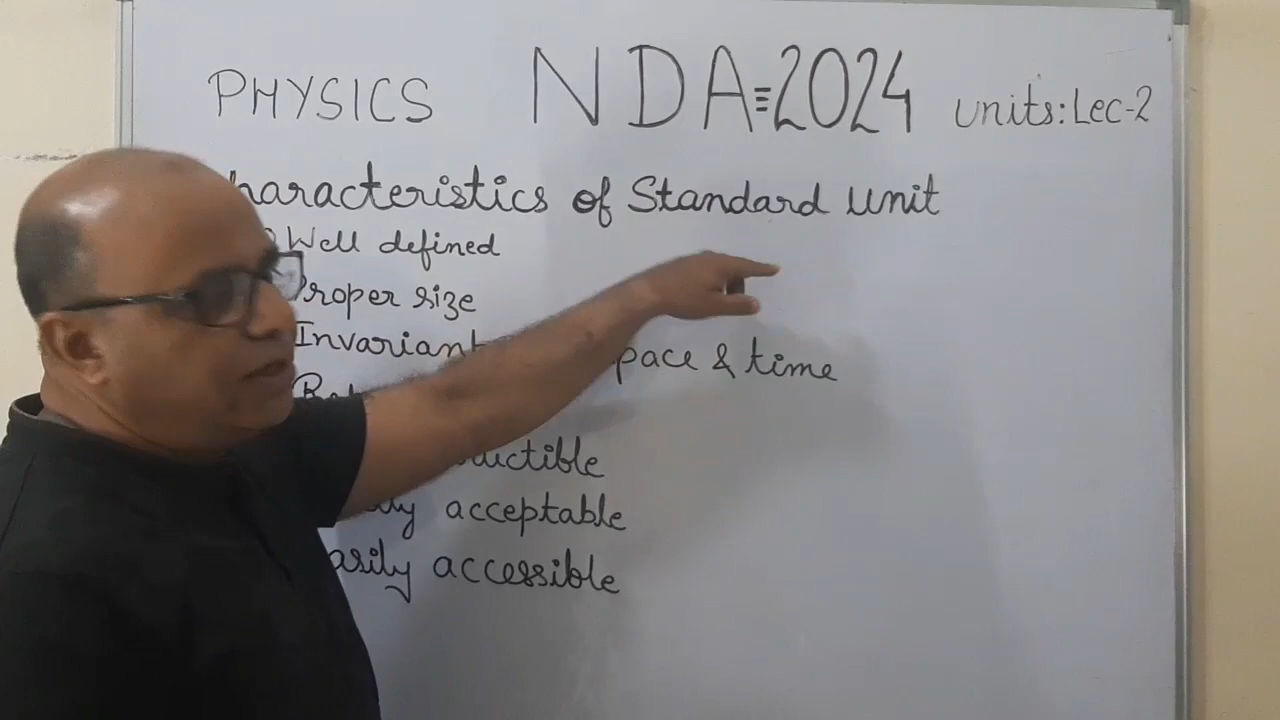 PHYSICS NDA-2024 Units: Lec-2
haracteristics of Standard Unit
Well defined
Proper size
Invariant pace & time
uctible
acceptable
asily accessible